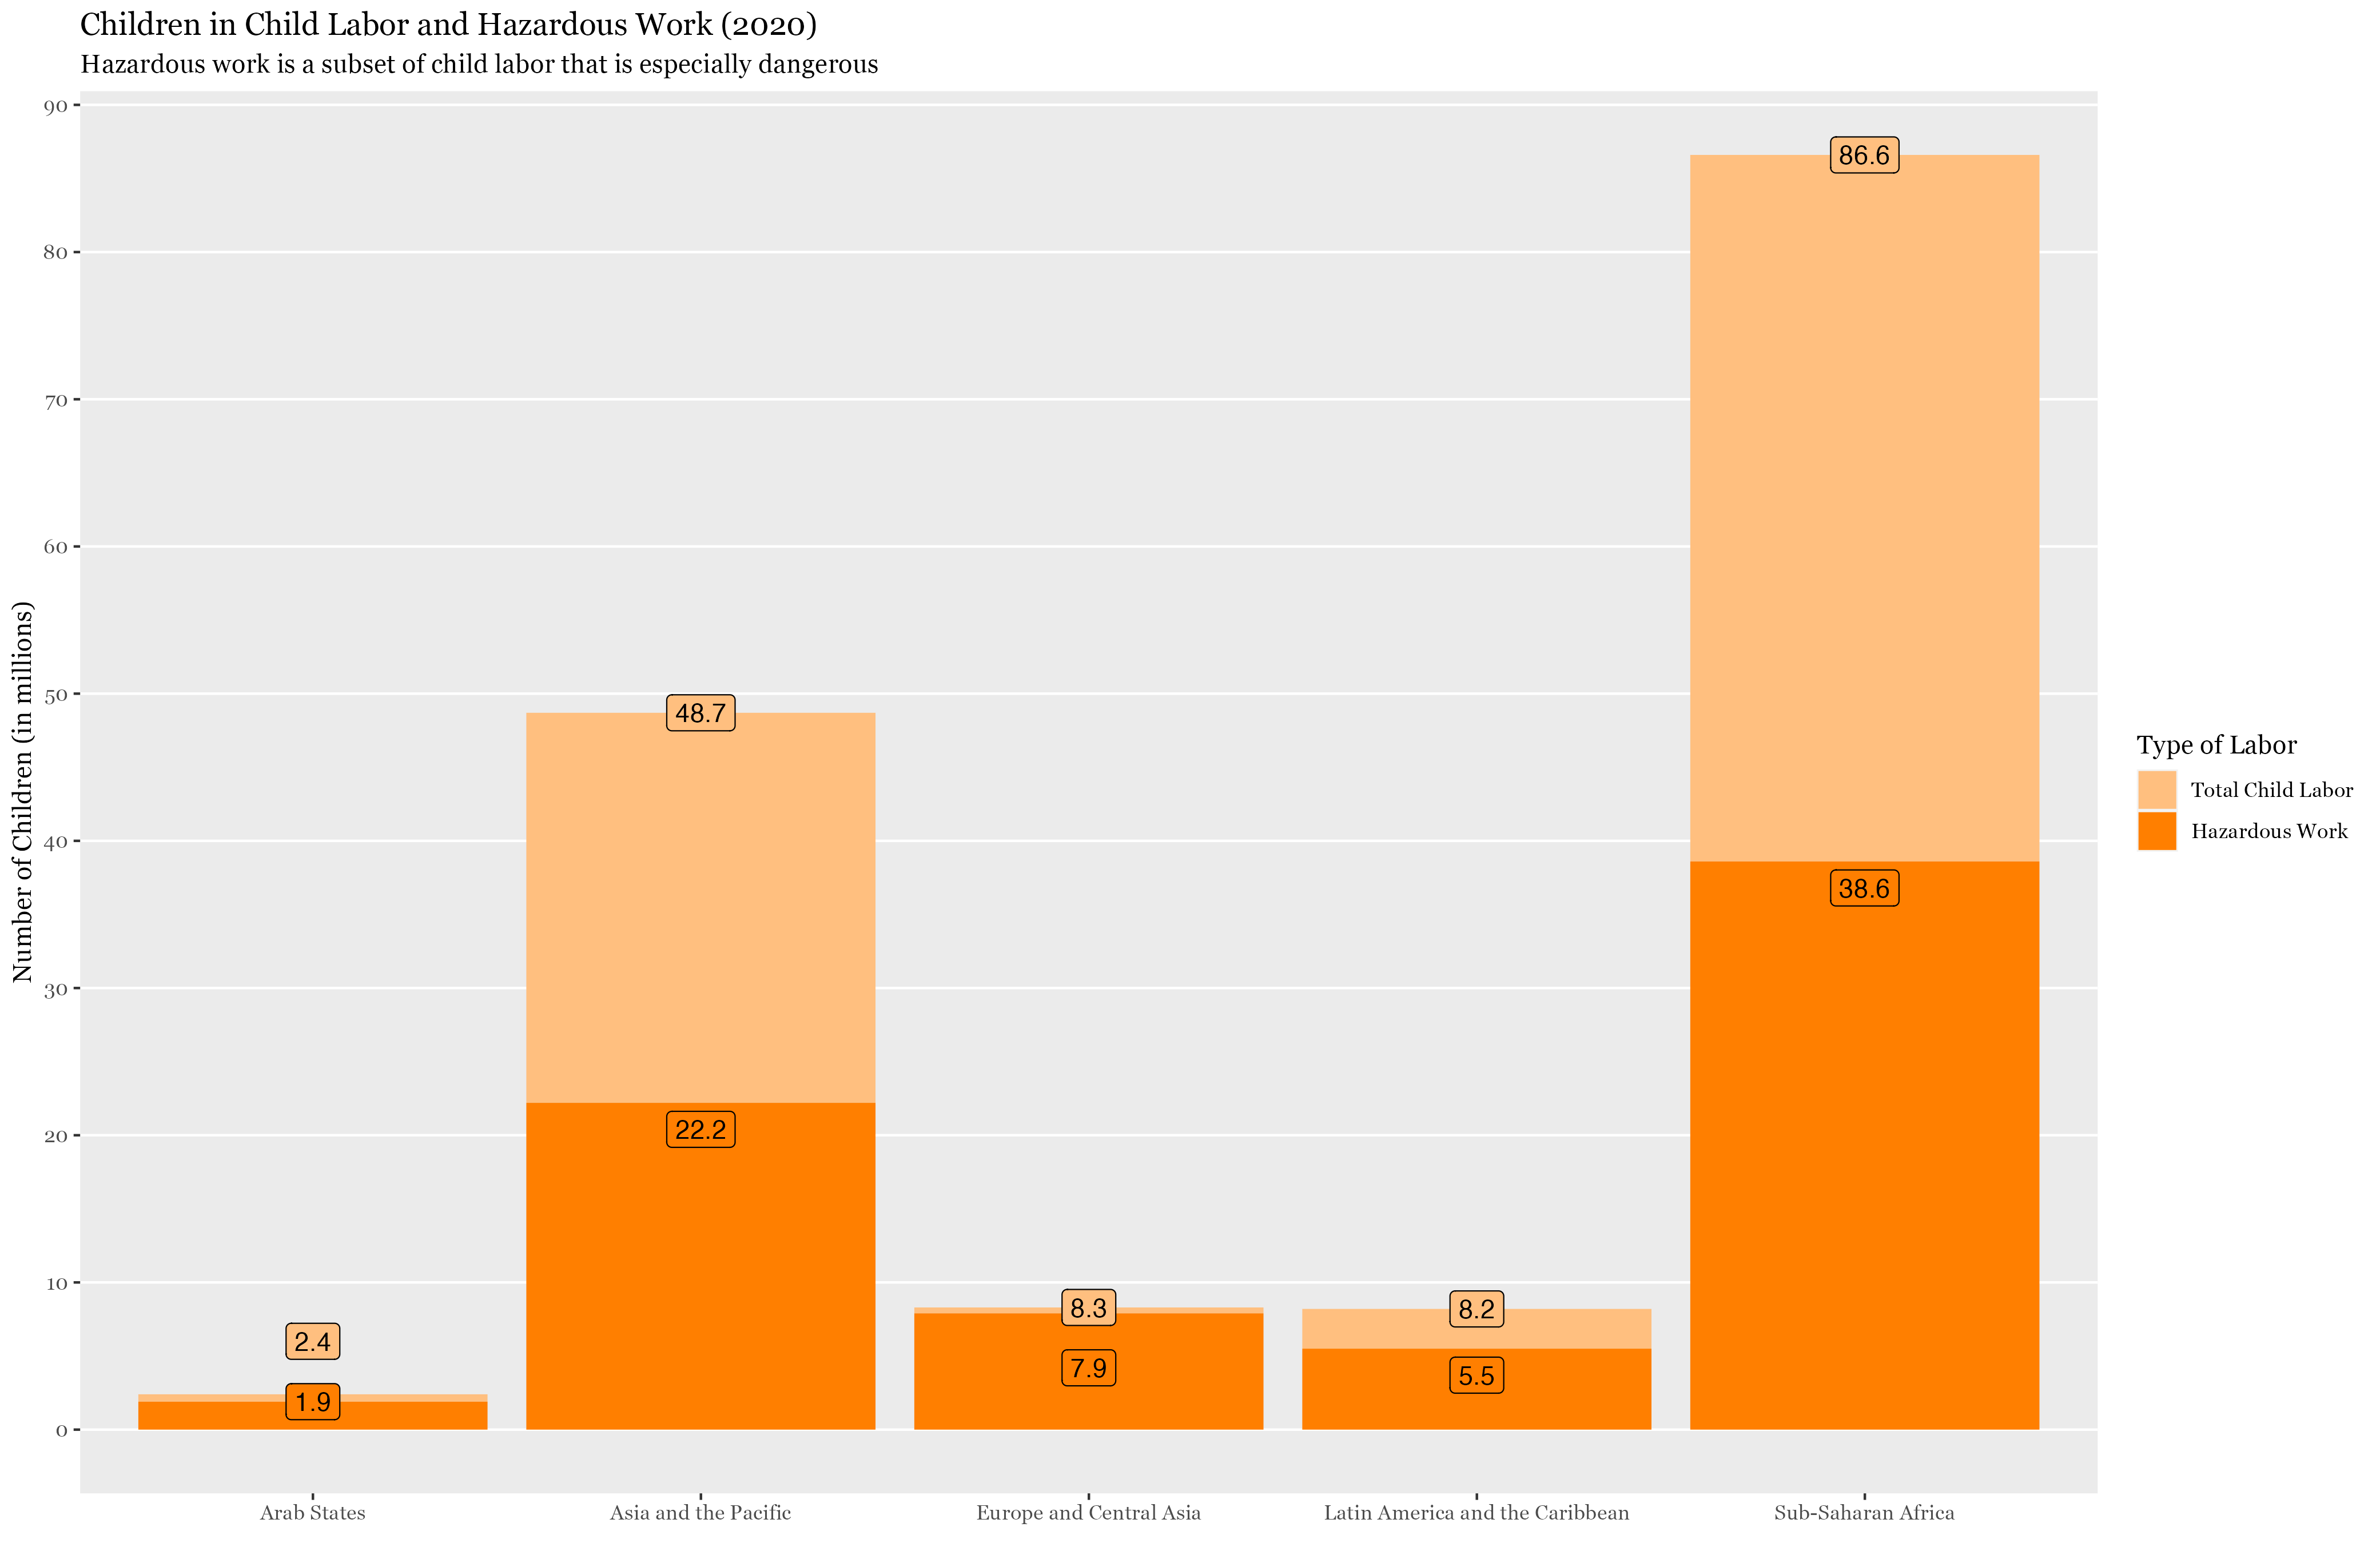 Children in Child Labor and Hazardous Work (2020)
Hazardous work is a subset of child labor that is especially dangerous
Number of Children (in millions)
90
80
70
60
50
40
30
20
10
0
86.6
48.7
38.6
22.2
8.3
8.2
2.4
7.9
5.5
1.9
Arab States
Asia and the Pacific
Europe and Central Asia
Latin America and the Caribbean
Sub-Saharan Africa
Type of Labor
Total Child Labor
Hazardous Work